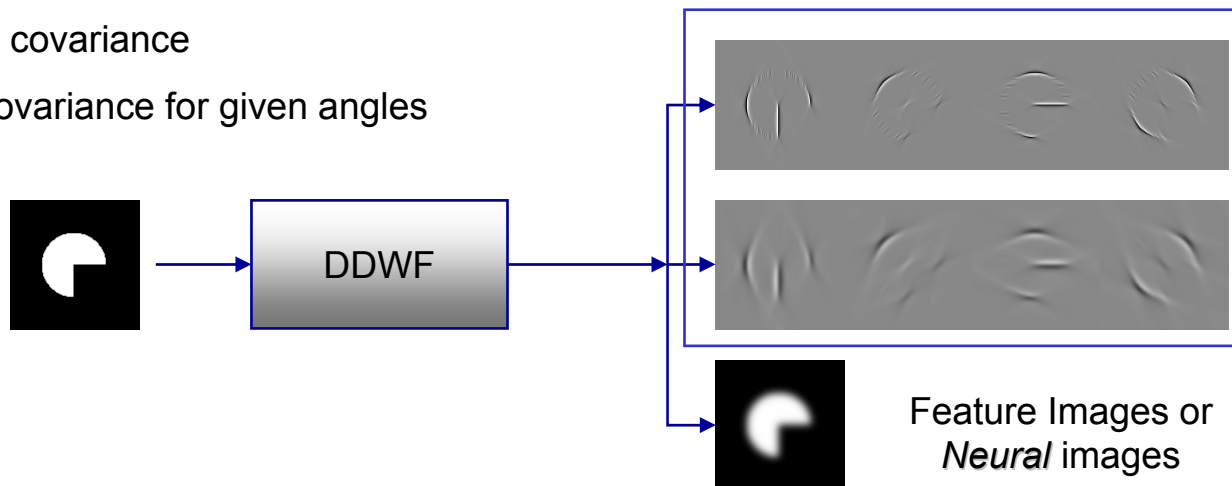 covariance
ovariance for given angles
DDWF
Feature Images or
Neural images